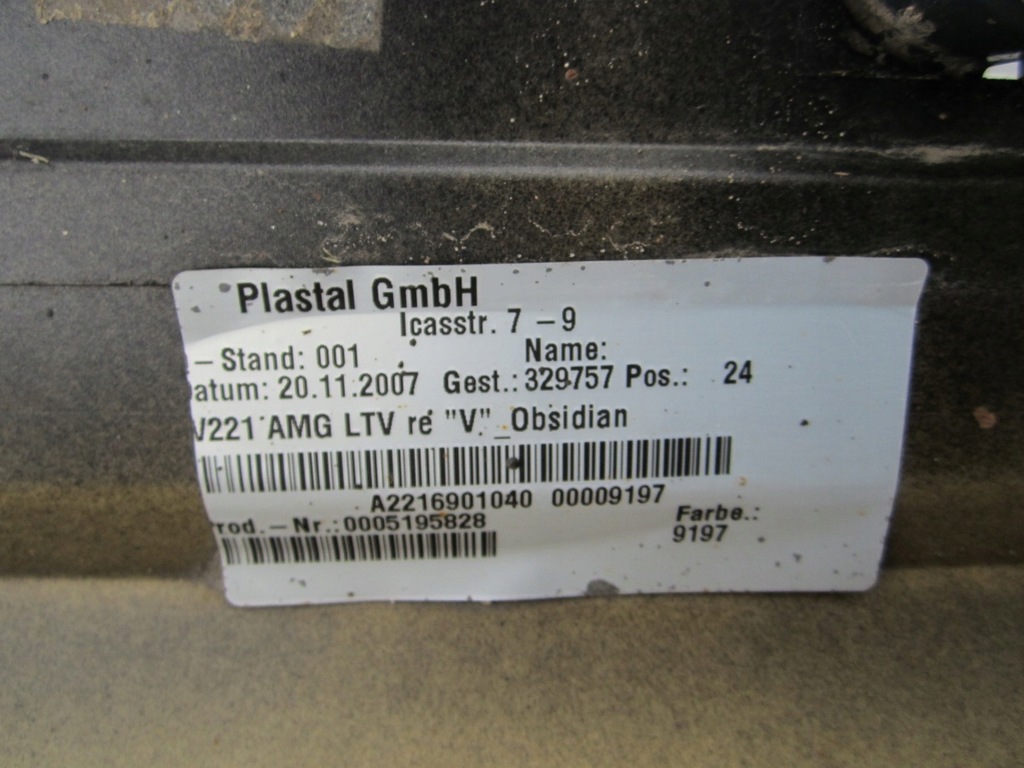 Plastal GmbH
Icasstr. 7 – 9
– Stand: 001 Name:
atum: 20.11.2007 Gest.: 329757 Pos.: 24
V221 AMG LTV re "V"_Obsidian
A2216901040 00009197
rod. – Nr.: 0005195828 Farbe.:
9197